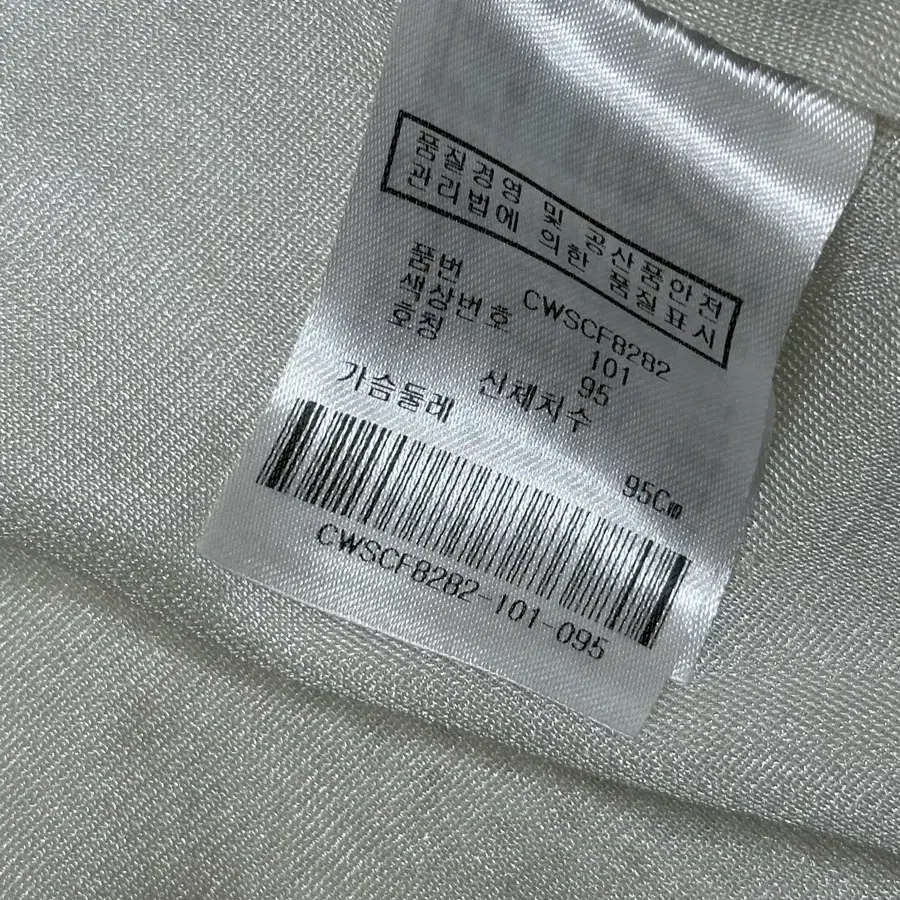 품질경영 및 공산품안전
관리법에 의한 품질표시
품번 CWSCF8282
색상번호 101
호칭 95
신체치수
가슴둘레 95Cm
CWSCF8282-101-095